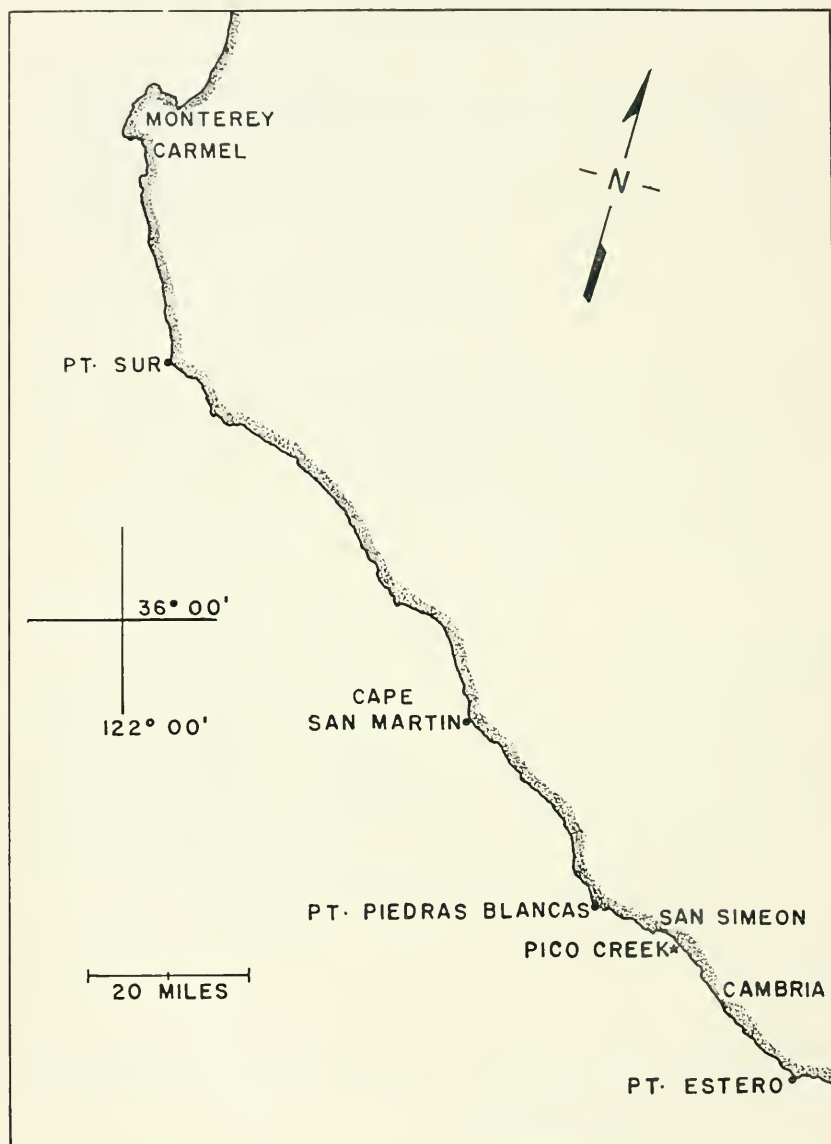 MONTEREY
CARMEL
N
PT. SUR
36° 00'
122° 00'
CAPE
SAN MARTIN
PT. PIEDRAS BLANCAS
SAN SIMEON
PICO CREEK
20 MILES
CAMBRIA
PT. ESTERO